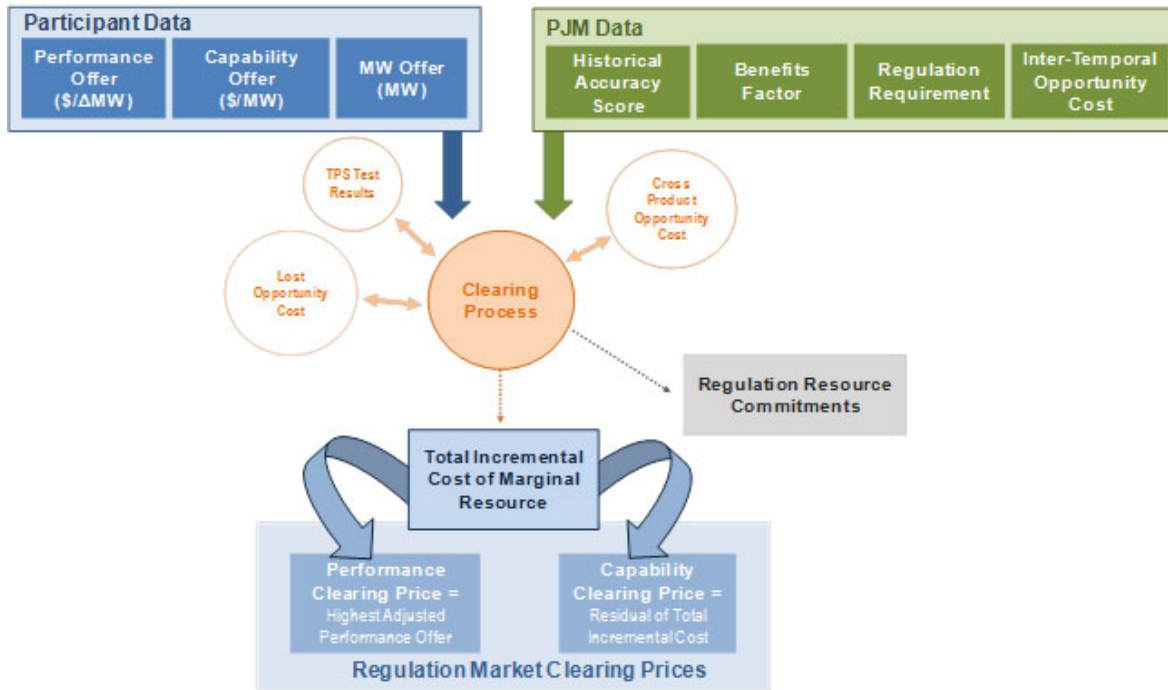 Participant Data
Performance
Offer
($/ΔMW)
Capability
Offer
($/MW)
MW Offer
(MW)
PJM Data
Historical
Accuracy
Score
Benefits
Factor
Regulation
Requirement
Inter-Temporal
Opportunity
Cost
TPS Test
Results
Cross
Product
Opportunity
Cost
Lost
Opportunity
Cost
Clearing
Process
Regulation Resource
Commitments
Total Incremental
Cost of Marginal
Resource
Performance
Clearing Price =
Highest Adjusted
Performance Offer
Capability
Clearing Price =
Residual of Total
Incremental Cost
Regulation Market Clearing Prices